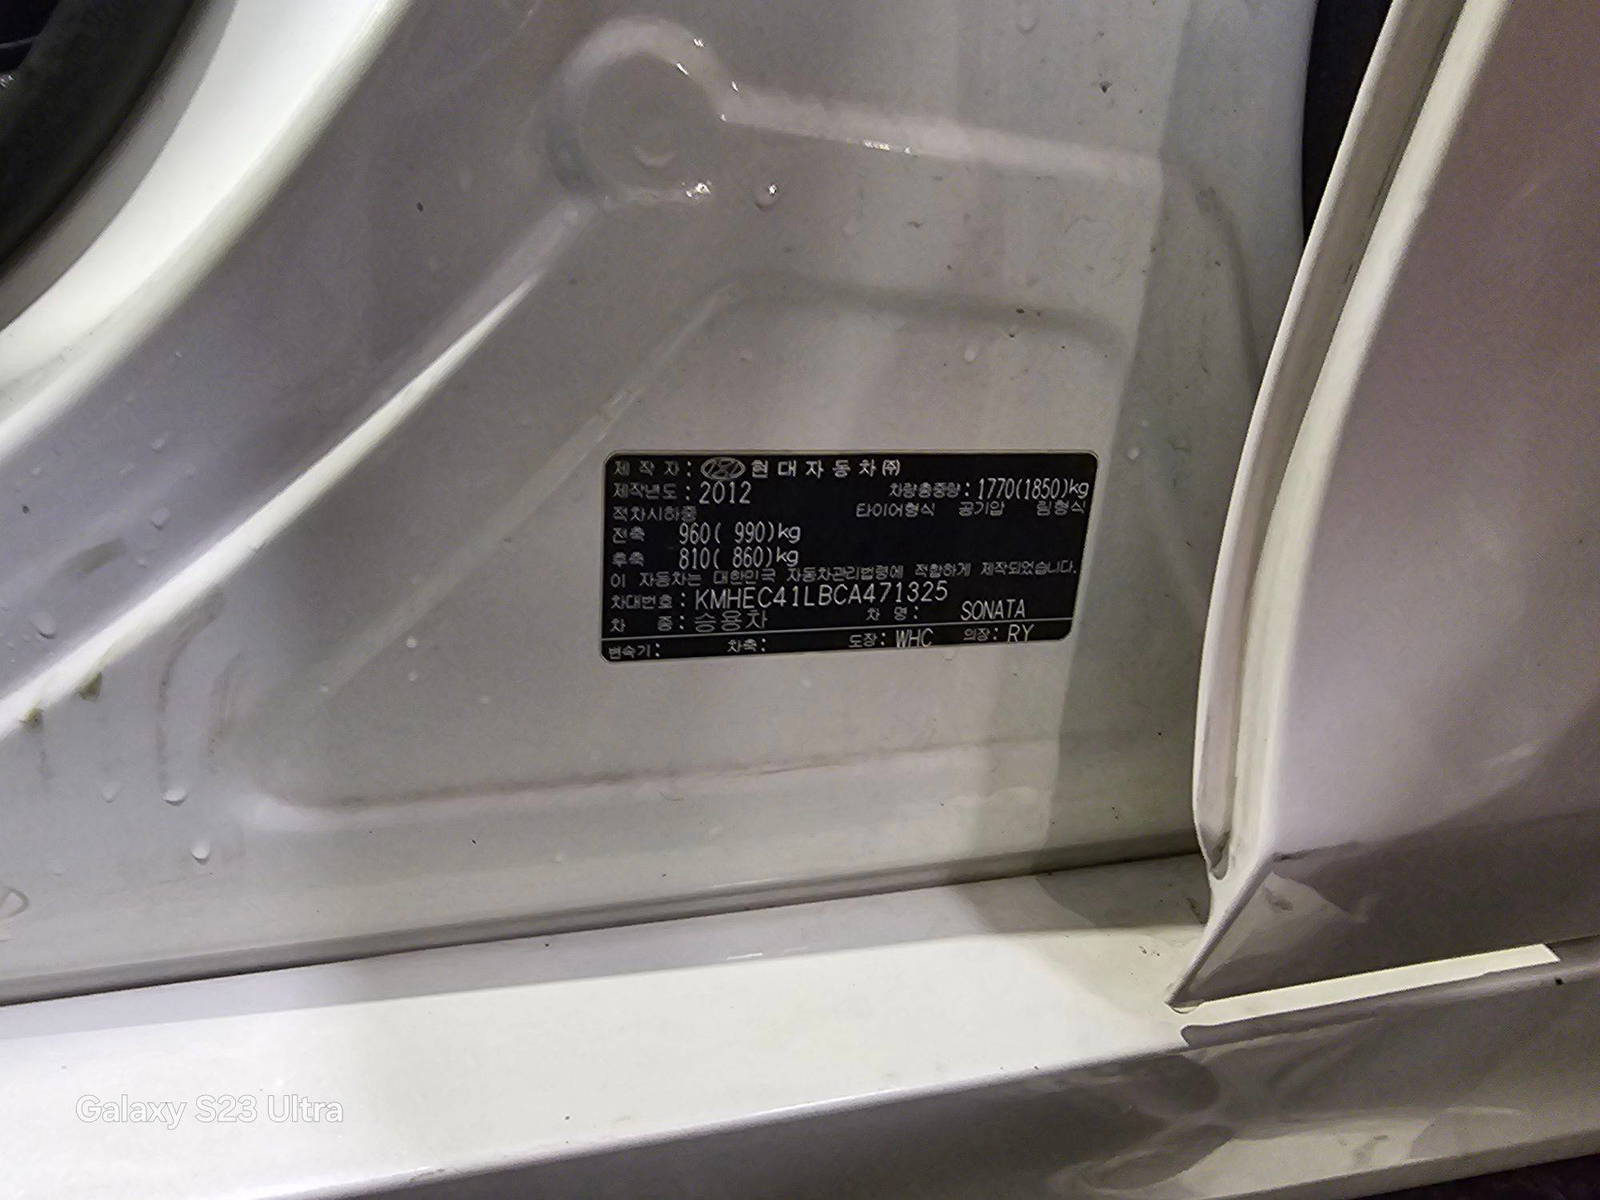 제 작 자 : 현 대 자 동 차 ㈜
제작년도 : 2012 차량총중량 : 1770(1850)kg
적차시하중 타이어형식 공기압 림형식
전축 960( 990)kg
후축 810( 860)kg
이 자동차는 대한민국 자동차관리법령에 적합하게 제작되었습니다.
차대번호 : KMHEC41LBCA471325
차 종 : 승용차 차 명 : SONATA
변속기 : 차축 : 도장 : WHC 의장 : RY
Galaxy S23 Ultra